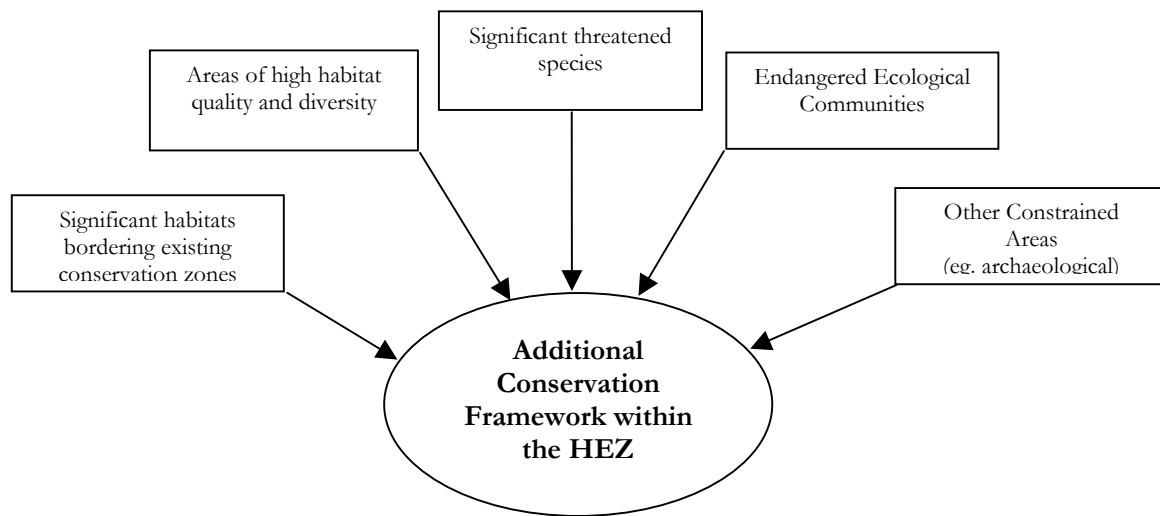 Significant threatened
species
Areas of high habitat
quality and diversity
Endangered Ecological
Communities
Significant habitats
bordering existing
conservation zones
Other Constrained
Areas
(eg. archaeological)
Additional
Conservation
Framework within
the HEZ